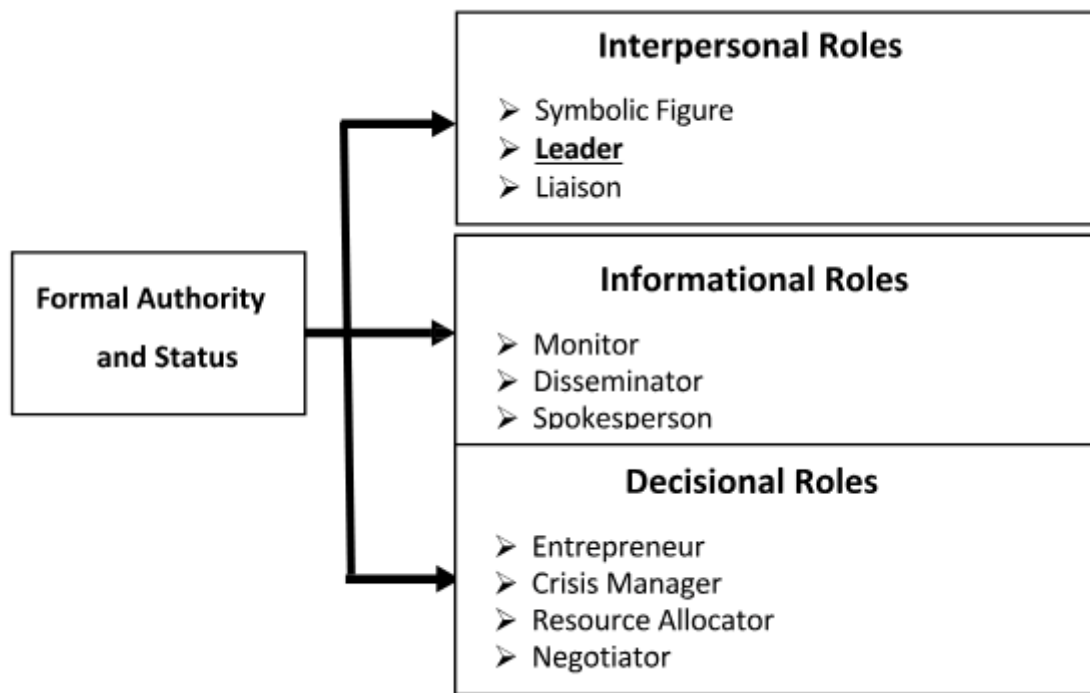 Formal Authority
and Status
Interpersonal Roles
➢ Symbolic Figure
➢ Leader
➢ Liaison
Informational Roles
➢ Monitor
➢ Disseminator
➢ Spokesperson
Decisional Roles
➢ Entrepreneur
➢ Crisis Manager
➢ Resource Allocator
➢ Negotiator